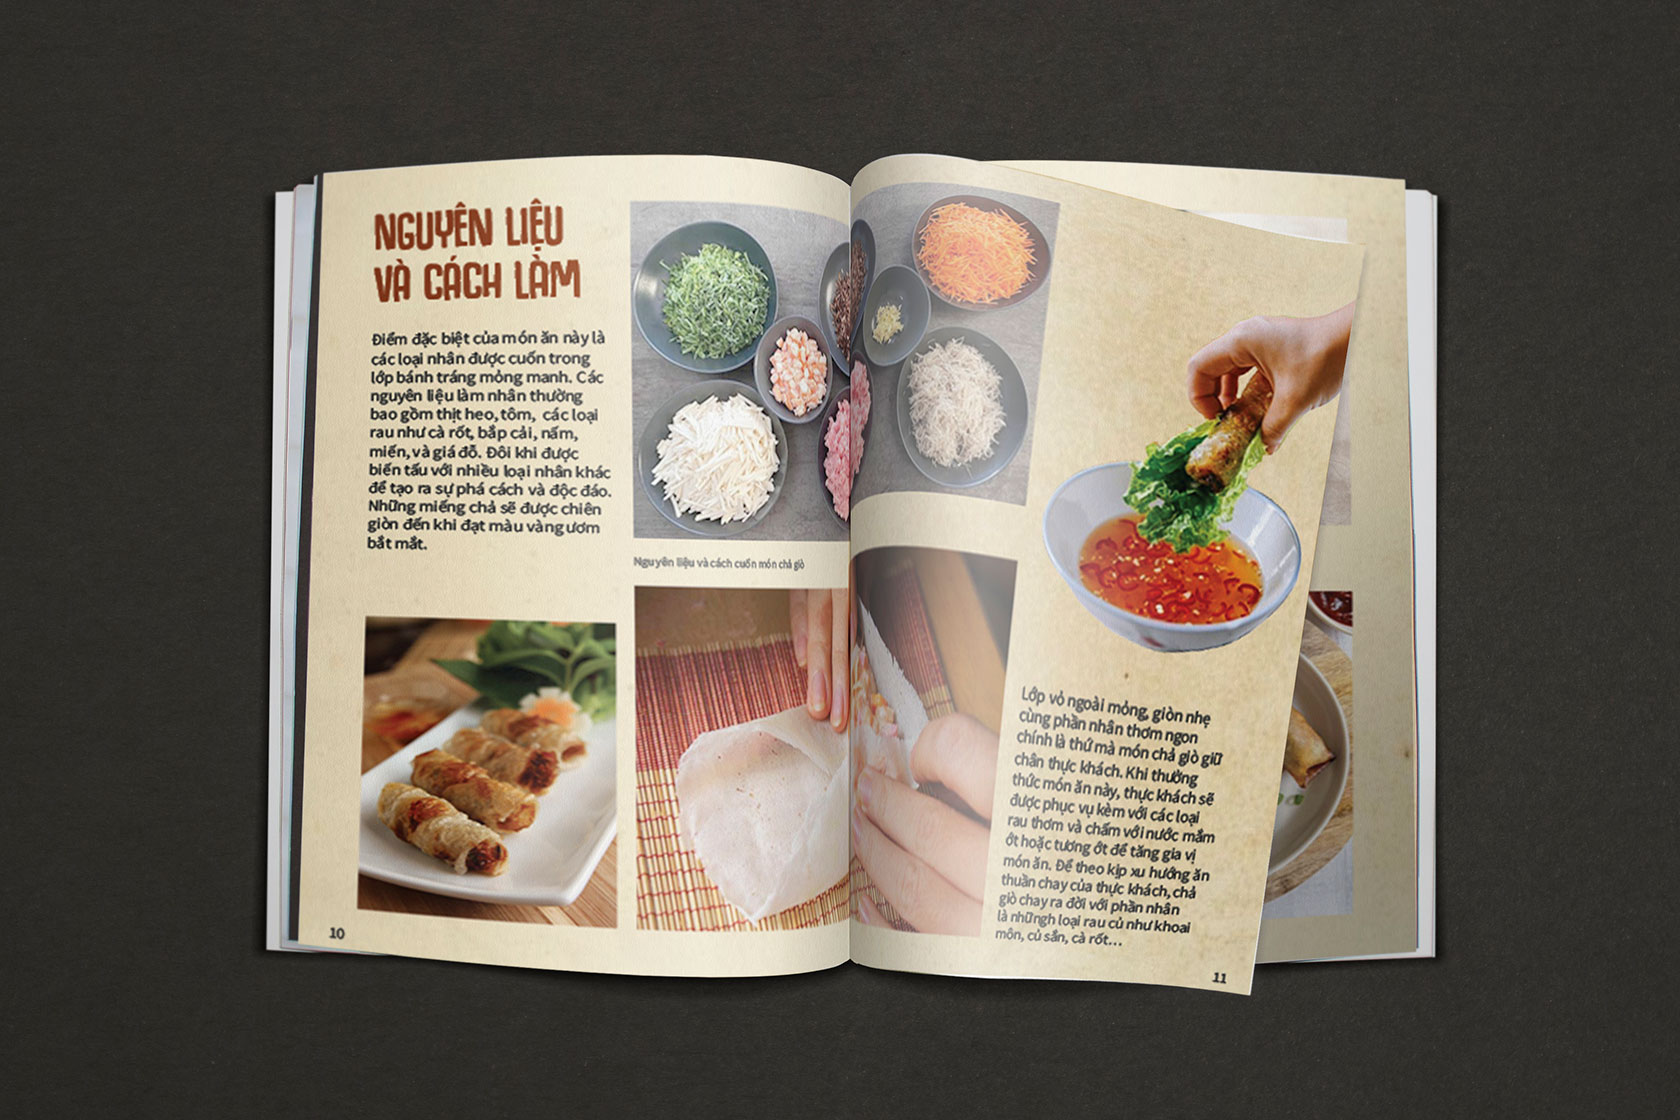 NGUYÊN LIỆU
VÀ CÁCH LÀM
Điểm đặc biệt của món ăn này là
các loại nhân được cuốn trong
lớp bánh tráng mỏng manh. Các
nguyên liệu làm nhân thường
bao gồm thịt heo, tôm, các loại
rau như cà rốt, bắp cải, nấm,
miến, và giá đỗ. Đôi khi được
biến tấu với nhiều loại nhân khác
để tạo ra sự phá cách và độc đáo.
Những miếng chả sẽ được chiên
giòn đến khi đạt màu vàng ươm
bắt mắt.
Nguyên liệu và cách cuốn món chả giò
10
Lớp vỏ ngoài mỏng, giòn nhẹ
cùng phần nhân thơm ngon
chính là thứ mà món chả giò giữ
chân thực khách. Khi thưởng
thức món ăn này, thực khách sẽ
được phục vụ kèm với các loại
rau thơm và chấm với nước mắm
ớt hoặc tương ớt để tăng gia vị
món ăn. Để theo kịp xu hướng ăn
thuần chay của thực khách, chả
giò chay ra đời với phần nhân
là nhữngh loại rau củ như khoai
môn, củ sắn, cà rốt...
11